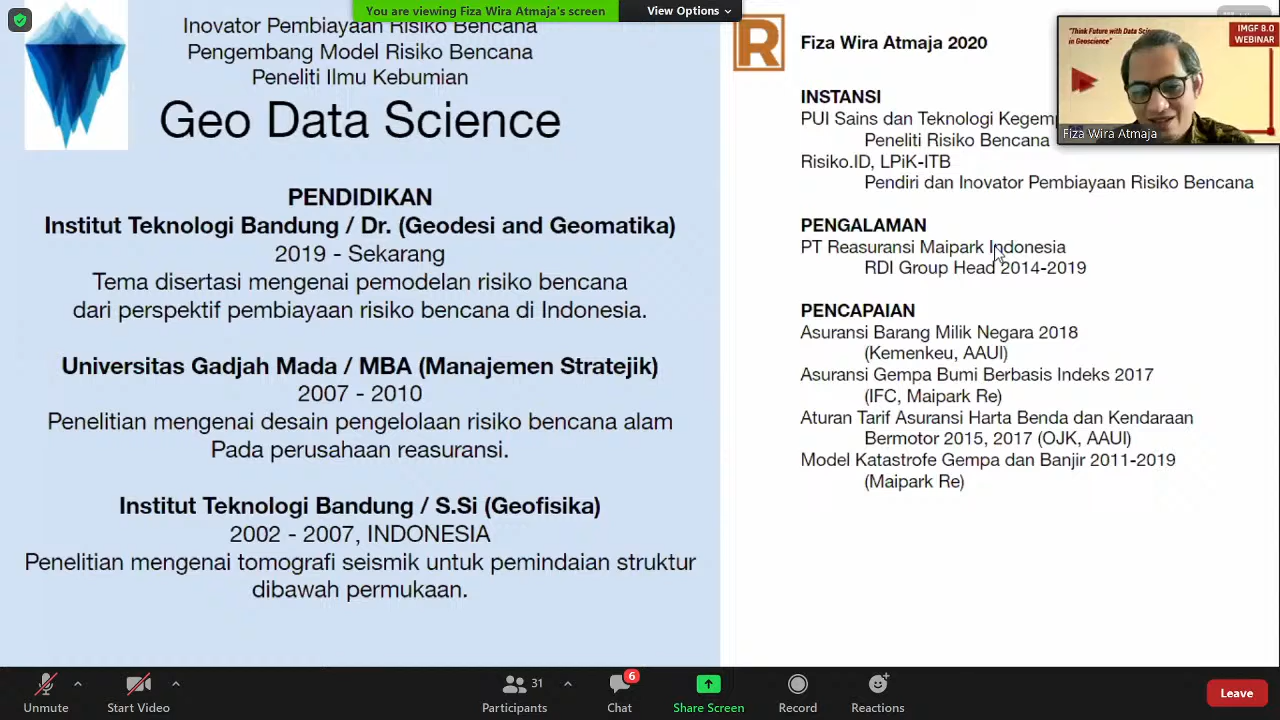 You are viewing Fiza Wira Atmaja's screen
View Options
Inovator Pembiayaan Risiko Bencana
Pengembang Model Risiko Bencana
Peneliti Ilmu Kebumian
Geo Data Science
PENDIDIKAN
Institut Teknologi Bandung / Dr. (Geodesi and Geomatika)
2019 - Sekarang
Tema disertasi mengenai pemodelan risiko bencana
dari perspektif pembiayaan risiko bencana di Indonesia.
Universitas Gadjah Mada / MBA (Manajemen Stratejik)
2007 - 2010
Penelitian mengenai desain pengelolaan risiko bencana alam
Pada perusahaan reasuransi.
Institut Teknologi Bandung / S.Si (Geofisika)
2002 - 2007, INDONESIA
Penelitian mengenai tomografi seismik untuk pemindaian struktur
dibawah permukaan.
R
Fiza Wira Atmaja 2020
INSTANSI
PUI Sains dan Teknologi Kegemp
Peneliti Risiko Bencana
Risiko.ID, LPiK-ITB
Pendiri dan Inovator Pembiayaan Risiko Bencana
PENGALAMAN
PT Reasuransi Maipark Indonesia
RDI Group Head 2014-2019
PENCAPAIAN
Asuransi Barang Milik Negara 2018
(Kemenkeu, AAUI)
Asuransi Gempa Bumi Berbasis Indeks 2017
(IFC, Maipark Re)
Aturan Tarif Asuransi Harta Benda dan Kendaraan
Bermotor 2015, 2017 (OJK, AAUI)
Model Katastrofe Gempa dan Banjir 2011-2019
(Maipark Re)
"Think Future with Data Scie
in Geoscience"
IMGF 8.0
WEBINAR
Fiza Wira Atmaja
Unmute
Start Video
31
Participants
6
Chat
Share Screen
Record
Reactions
Leave